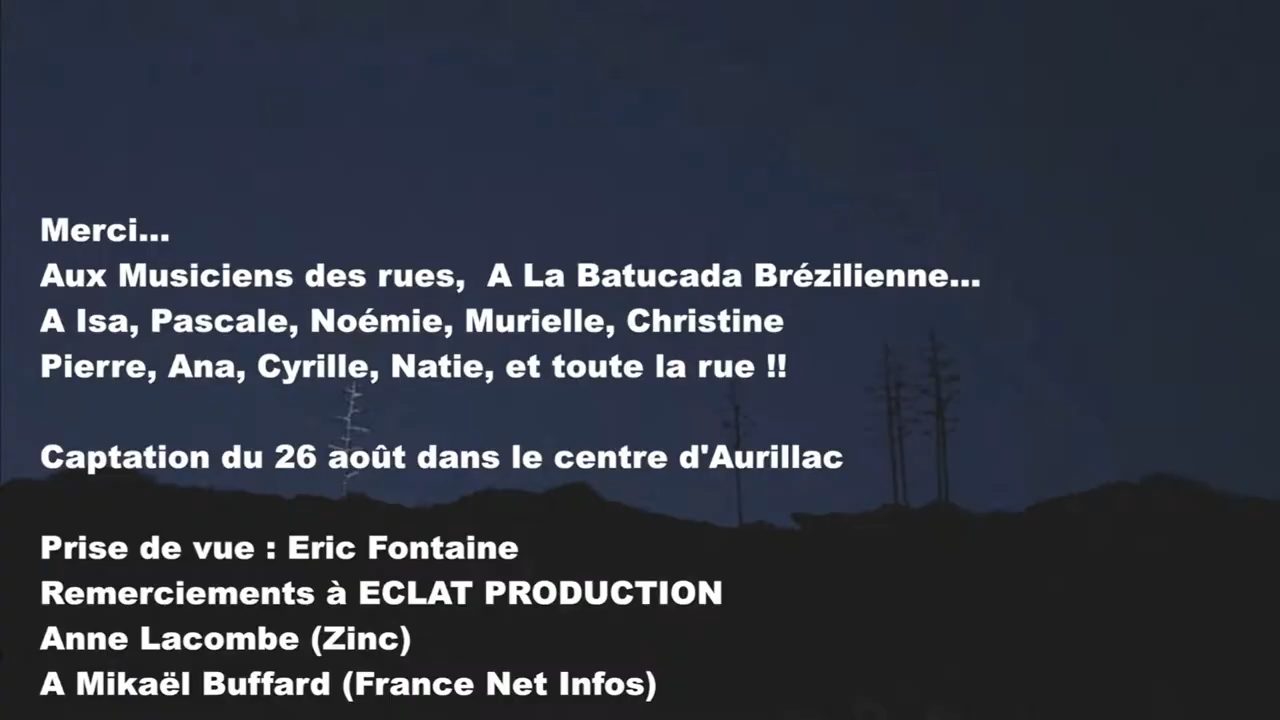 Merci...
Aux Musiciens des rues,  A La Batucada Brézilienne...
A Isa, Pascale, Noémie, Murielle, Christine
Pierre, Ana, Cyrille, Natie, et toute la rue !!
Captation du 26 août dans le centre d'Aurillac
Prise de vue : Eric Fontaine
Remerciements à ECLAT PRODUCTION
Anne Lacombe (Zinc)
A Mikaël Buffard (France Net Infos)